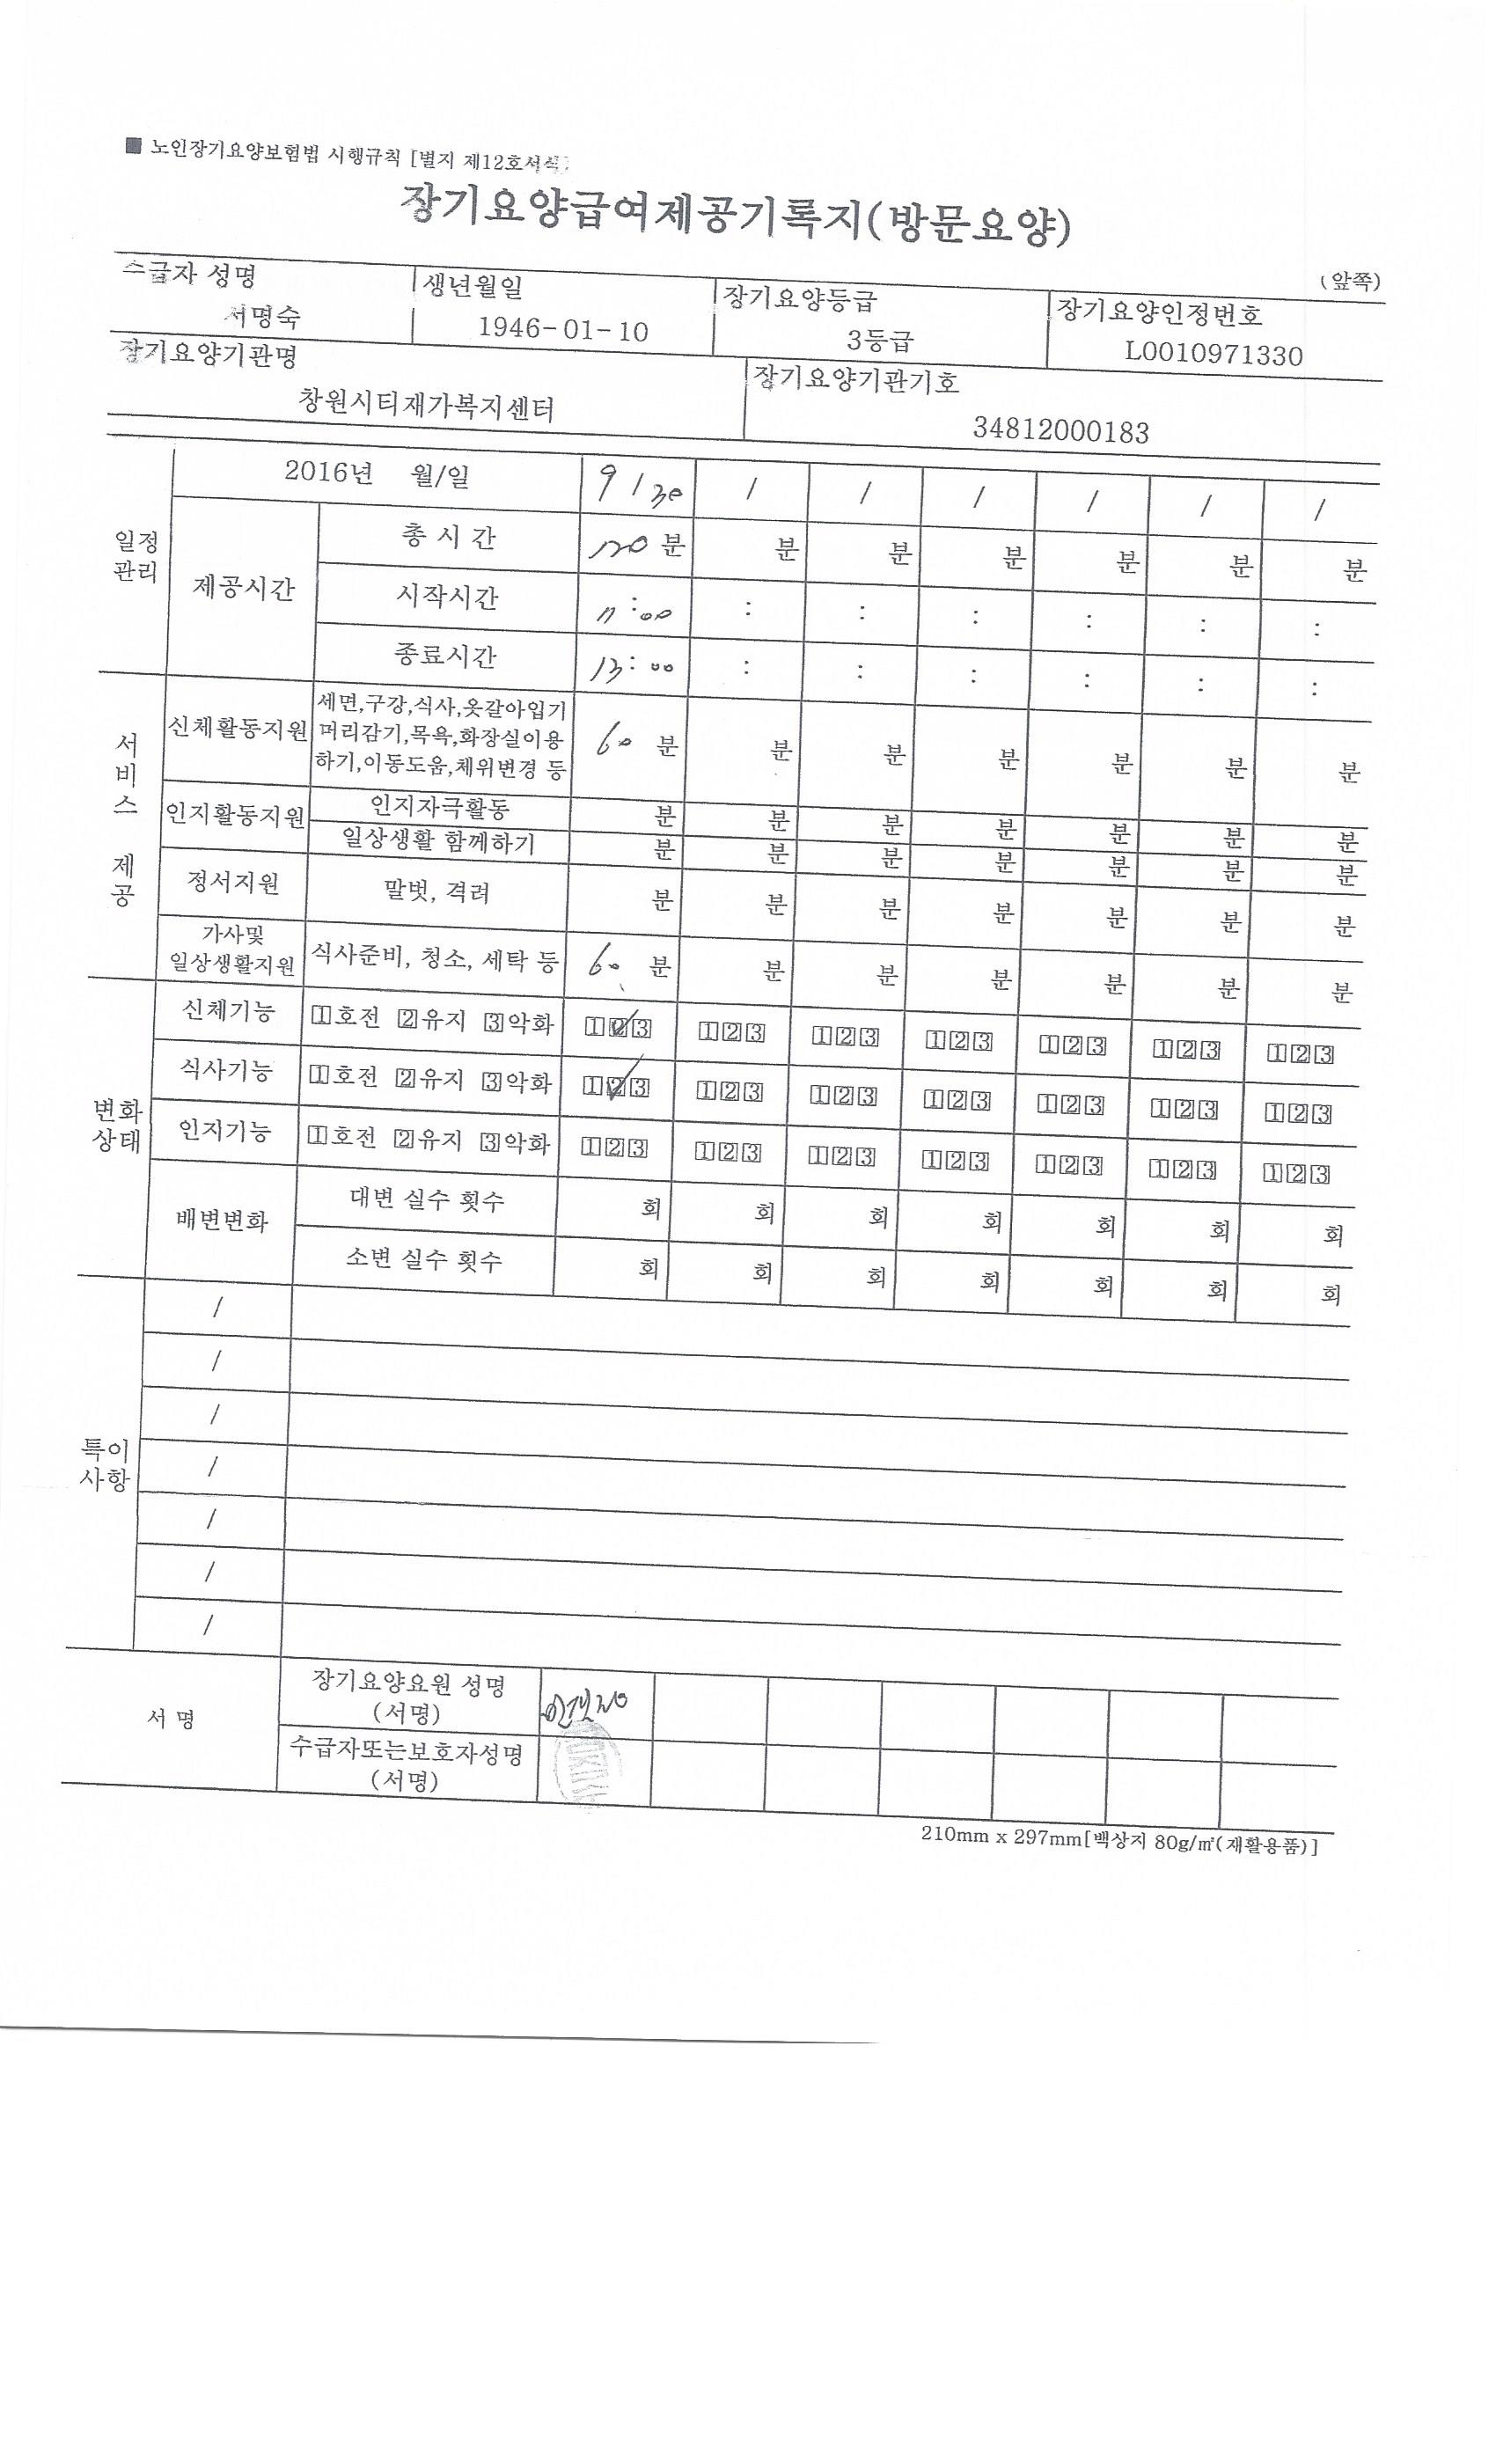 ■ 노인장기요양보험법 시행규칙 [별지 제12호서식]
장기요양급여제공기록지(방문요양)
(앞쪽)
수급자 성명 생년월일 장기요양등급 장기요양인정번호
서명숙 1946-01-10 3등급 L0010971330
장기요양기관명 장기요양기관기호
창원시티재가복지센터 34812000183
일정관리
2016년 월/일 9/30 / / / / / /
제공시간
총 시 간 120분 분 분 분 분 분 분
시작시간 11:00 : : : : : :
종료시간 13:00 : : : : : :
서비스 제공
신체활동지원
세면,구강,식사,옷갈아입기
머리감기,목욕,화장실이용
하기,이동도움,체위변경 등
60 분 분 분 분 분 분 분
인지활동지원
인지자극활동 분 분 분 분 분 분 분
일상생활 함께하기 분 분 분 분 분 분 분
정서지원 말벗, 격려 분 분 분 분 분 분 분
가사및
일상생활지원
식사준비, 청소, 세탁 등 60 분 분 분 분 분 분 분
변화상태
신체기능 1호전 2유지 3악화 1✓23 123 123 123 123 123 123
식사기능 1호전 2유지 3악화 1✓23 123 123 123 123 123 123
인지기능 1호전 2유지 3악화 123 123 123 123 123 123 123
배변변화
대변 실수 횟수 회 회 회 회 회 회 회
소변 실수 횟수 회 회 회 회 회 회 회
특이사항
/
/
/
/
/
/
/
서 명
장기요양요원 성명
(서명)
수급자또는보호자성명
(서명)
210mm x 297mm[백상지 80g/㎡(재활용품)]